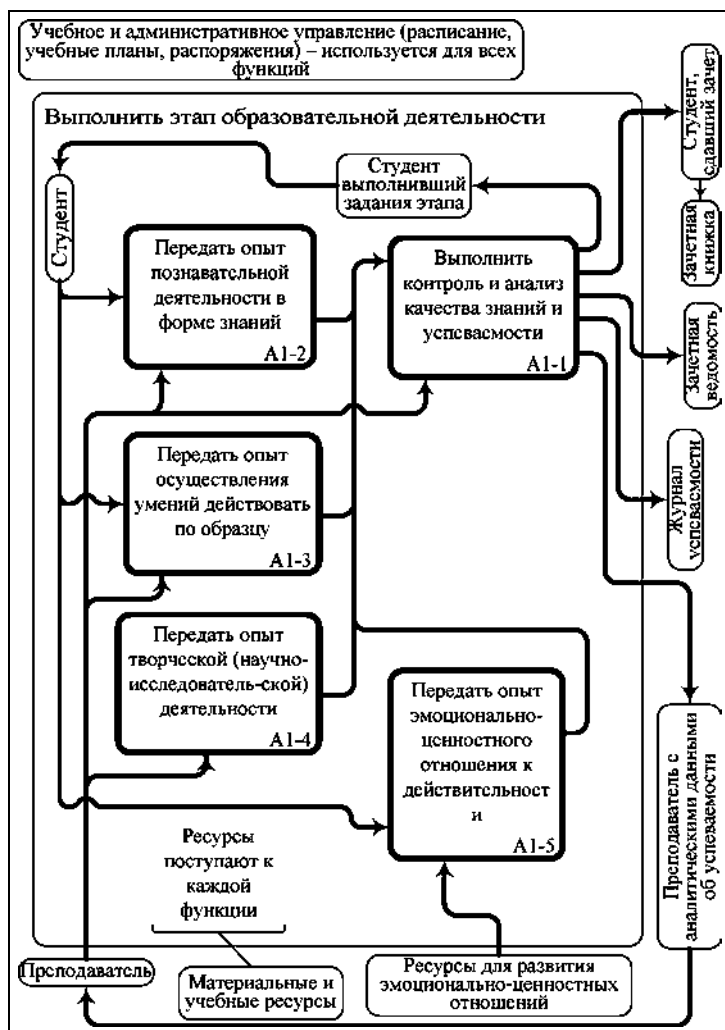 Учебное и административное управление (расписание,
учебные планы, распоряжения) – используется для всех
функций
Выполнить этап образовательной деятельности
Студент
Студент
выполнивший
задания этапа
Студент,
сдавший зачет
Зачетная
книжка
Зачетная
ведомость
Журнал
успеваемости
Передать опыт
познавательной
деятельности в
форме знаний
A1-2
Выполнить
контроль и анализ
качества знаний и
успеваемости
A1-1
Передать опыт
осуществления
умений действовать
по образцу
A1-3
Передать опыт
творческой (научно-
исследователь-ской)
деятельности
A1-4
Передать опыт
эмоционально-
ценностного
отношения к
действительност
и
A1-5
Преподаватель с
аналитическими данными
об успеваемости
Ресурсы
поступают к
каждой
функции
Преподаватель
Материальные и
учебные ресурсы
Ресурсы для развития
эмоционально-ценностных
отношений